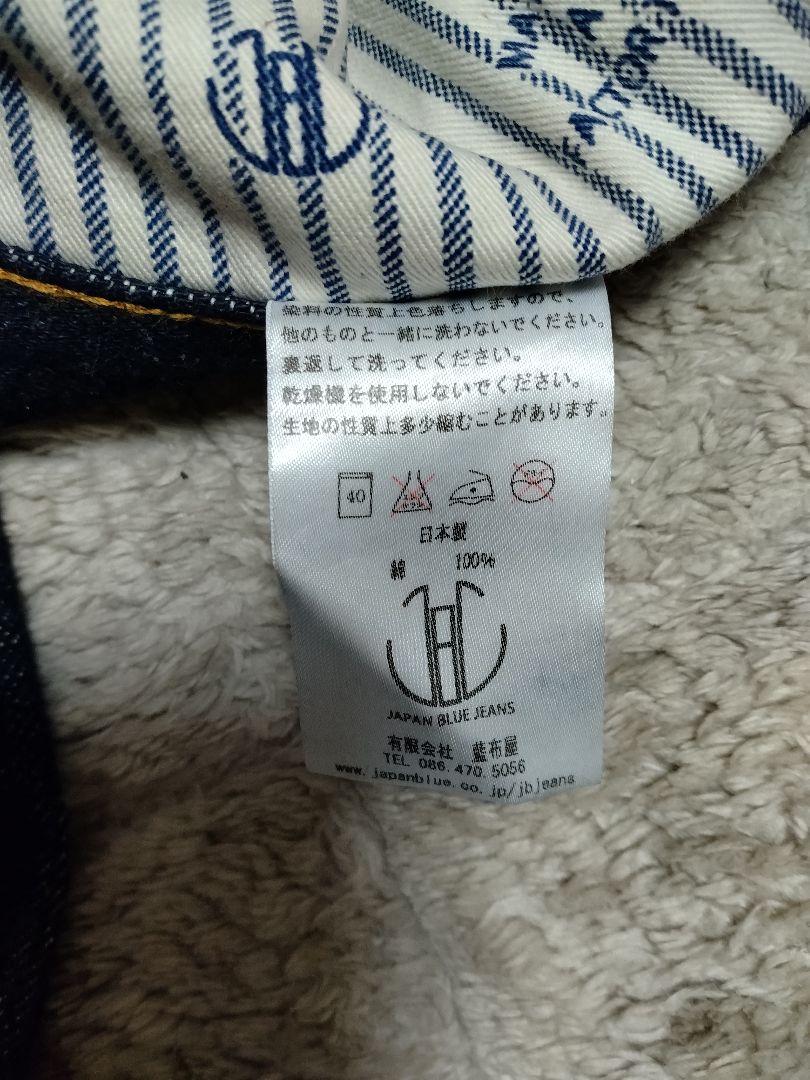 染料の性質上色落ちしますので、
他のものと一緒に洗わないでください。
裏返して洗ってください。
乾燥機を使用しないでください。
生地の性質上多少縮むことがあります。
40
日本製
綿 100%
JAPAN BLUE JEANS
有限会社 藍布屋
TEL 086. 470. 5056
www. japanblue. co. jp/jbjeans